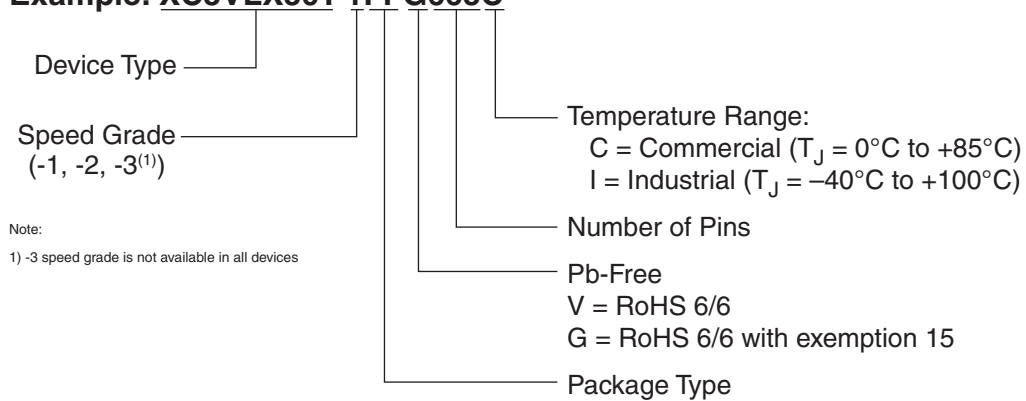 Device Type
Speed Grade
(-1, -2, -3(1))
Note:
1) -3 speed grade is not available in all devices
Temperature Range:
C = Commercial (TJ = 0°C to +85°C)
I = Industrial (TJ = –40°C to +100°C)
Number of Pins
Pb-Free
V = RoHS 6/6
G = RoHS 6/6 with exemption 15
Package Type